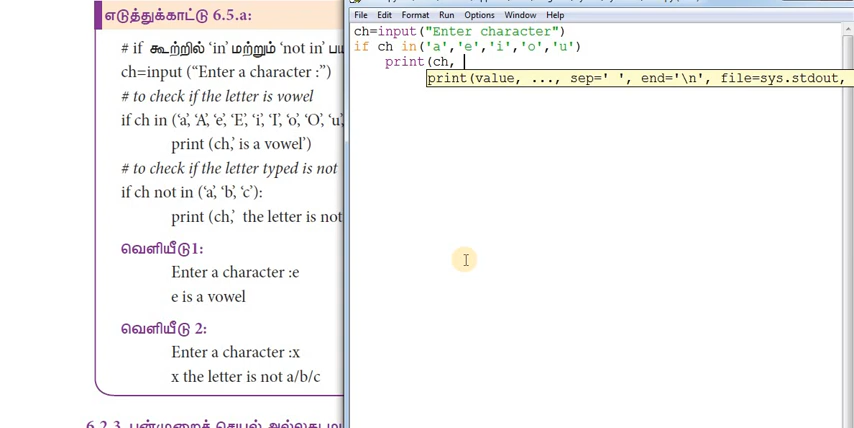 எடுத்துக்காட்டு 6.5.a:
# if கூற்றில் ‘in’ மற்றும் ‘not in’
ch=input (“Enter a character :”)
# to check if the letter is vowel
if ch in (‘a’, ‘A’, ‘e’, ‘E’, ‘i’, ‘I’, ‘o’, ‘O’, ‘u’,
print (ch,’ is a vowel’)
# to check if the letter typed is not
if ch not in (‘a’, ‘b’, ‘c’):
print (ch,’ the letter is not
வெளியீடு 1:
Enter a character :e
e is a vowel
வெளியீடு 2:
Enter a character :x
x the letter is not a/b/c
File Edit Format Run Options Window Help
ch=input("Enter character")
if ch in('a','e','i','o','u')
print(ch,
print(value, ..., sep=' ', end='\n', file=sys.stdout,